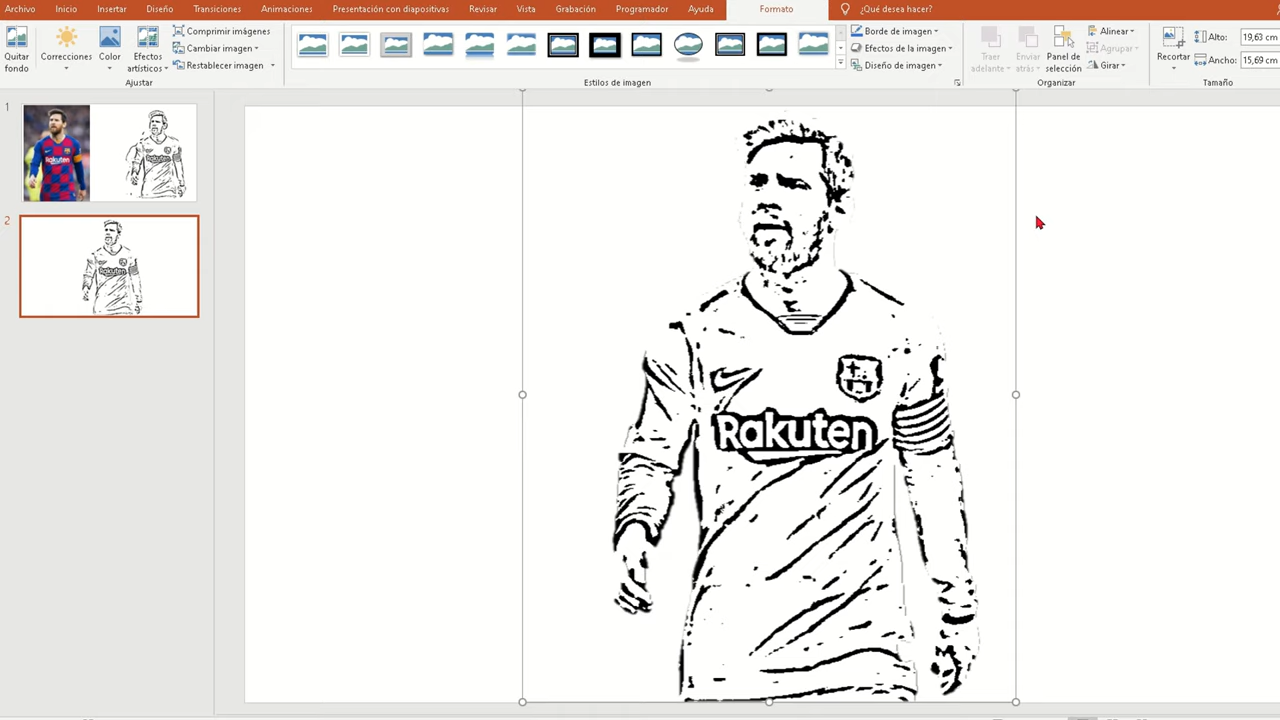 Archivo Inicio Insertar Diseño Transiciones Animaciones Presentación con diapositivas Revisar Vista Grabación Programador Ayuda Formato ¿Qué desea hacer?
Quitar fondo
Correcciones
Color
Efectos artísticos
Comprimir imágenes
Cambiar imagen
Restablecer imagen
Ajustar
Estilos de imagen
Borde de imagen
Efectos de la imagen
Diseño de imagen
Traer adelante
Enviar atrás
Panel de selección
Alinear
Agrupar
Girar
Organizar
Recortar
Alto: 19,63 cm
Ancho: 15,69 cm
Tamaño
1
Rakuten
Rakuten
2
Rakuten
Rakuten